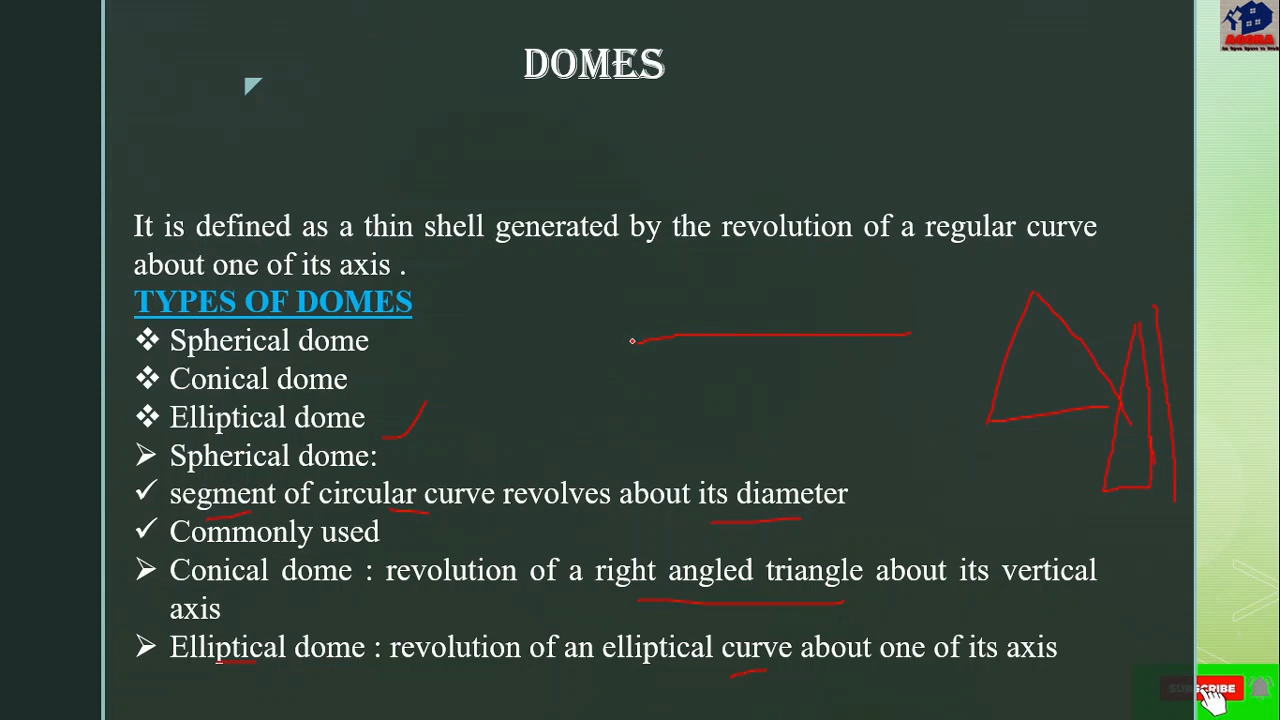 DOMES
It is defined as a thin shell generated by the revolution of a regular curve
about one of its axis .
TYPES OF DOMES
❖ Spherical dome
❖ Conical dome
❖ Elliptical dome
➢ Spherical dome:
✓ segment of circular curve revolves about its diameter
✓ Commonly used
➢ Conical dome : revolution of a right angled triangle about its vertical
axis
➢ Elliptical dome : revolution of an elliptical curve about one of its axis
SUBSCRIBE